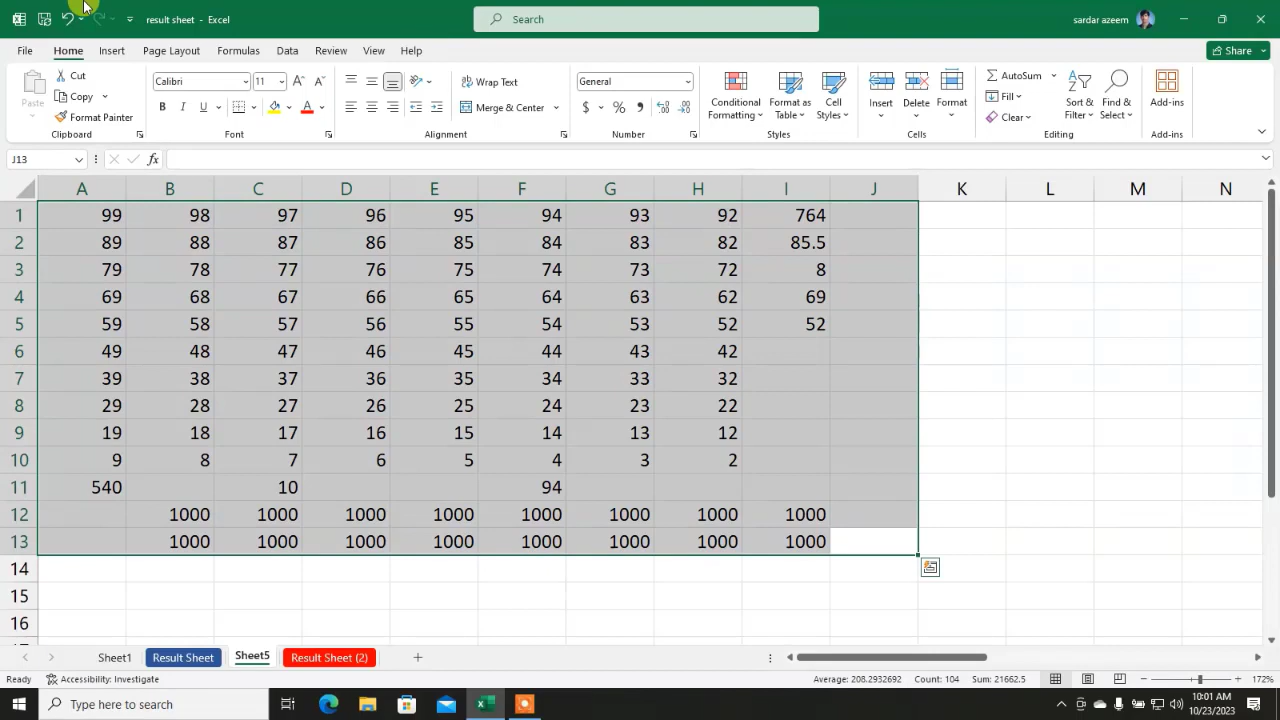 result sheet - Excel
Search
sardar azeem
File Home Insert Page Layout Formulas Data Review View Help
Share
Paste
Cut
Copy
Format Painter
Clipboard
Calibri 11
B I U
Font
Wrap Text
Merge & Center
Alignment
General
$ % ,
Number
Conditional Formatting
Format as Table
Cell Styles
Styles
Insert
Delete
Format
Cells
AutoSum
Fill
Clear
Sort & Filter
Find & Select
Editing
Add-ins
Add-ins
J13 fx
A B C D E F G H I J K L M N
1 99 98 97 96 95 94 93 92 764
2 89 88 87 86 85 84 83 82 85.5
3 79 78 77 76 75 74 73 72 8
4 69 68 67 66 65 64 63 62 69
5 59 58 57 56 55 54 53 52 52
6 49 48 47 46 45 44 43 42
7 39 38 37 36 35 34 33 32
8 29 28 27 26 25 24 23 22
9 19 18 17 16 15 14 13 12
10 9 8 7 6 5 4 3 2
11 540 10 94
12 1000 1000 1000 1000 1000 1000 1000 1000
13 1000 1000 1000 1000 1000 1000 1000 1000
14
15
16
Sheet1 Result Sheet Sheet5 Result Sheet (2)
Ready Accessibility: Investigate Average: 208.2932692 Count: 104 Sum: 21662.5 172%
Type here to search
10:01 AM
10/23/2023